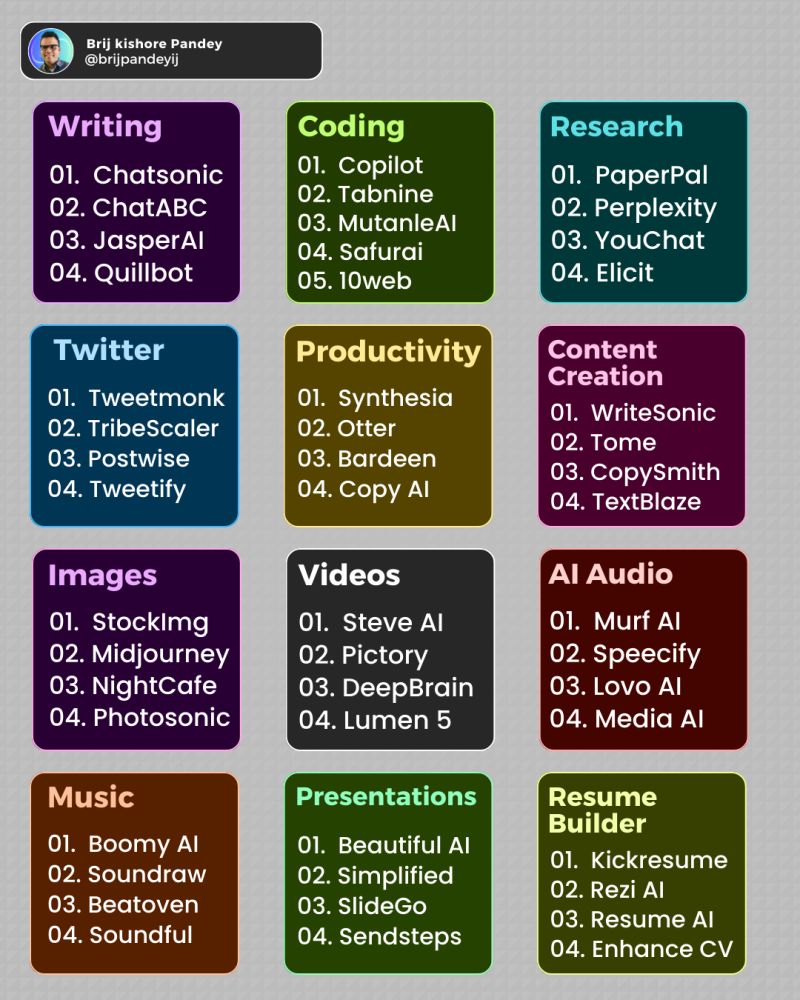 Brij kishore Pandey
@brijpandeyij
Writing
01. Chatsonic
02. ChatABC
03. JasperAI
04. Quillbot
Coding
01. Copilot
02. Tabnine
03. MutanleAI
04. Safurai
05. 10web
Research
01. PaperPal
02. Perplexity
03. YouChat
04. Elicit
Twitter
01. Tweetmonk
02. TribeScaler
03. Postwise
04. Tweetify
Productivity
01. Synthesia
02. Otter
03. Bardeen
04. Copy AI
Content
Creation
01. WriteSonic
02. Tome
03. CopySmith
04. TextBlaze
Images
01. StockImg
02. Midjourney
03. NightCafe
04. Photosonic
Videos
01. Steve AI
02. Pictory
03. DeepBrain
04. Lumen 5
AI Audio
01. Murf AI
02. Speecify
03. Lovo AI
04. Media AI
Music
01. Boomy AI
02. Soundraw
03. Beatoven
04. Soundful
Presentations
01. Beautiful AI
02. Simplified
03. SlideGo
04. Sendsteps
Resume
Builder
01. Kickresume
02. Rezi AI
03. Resume AI
04. Enhance CV